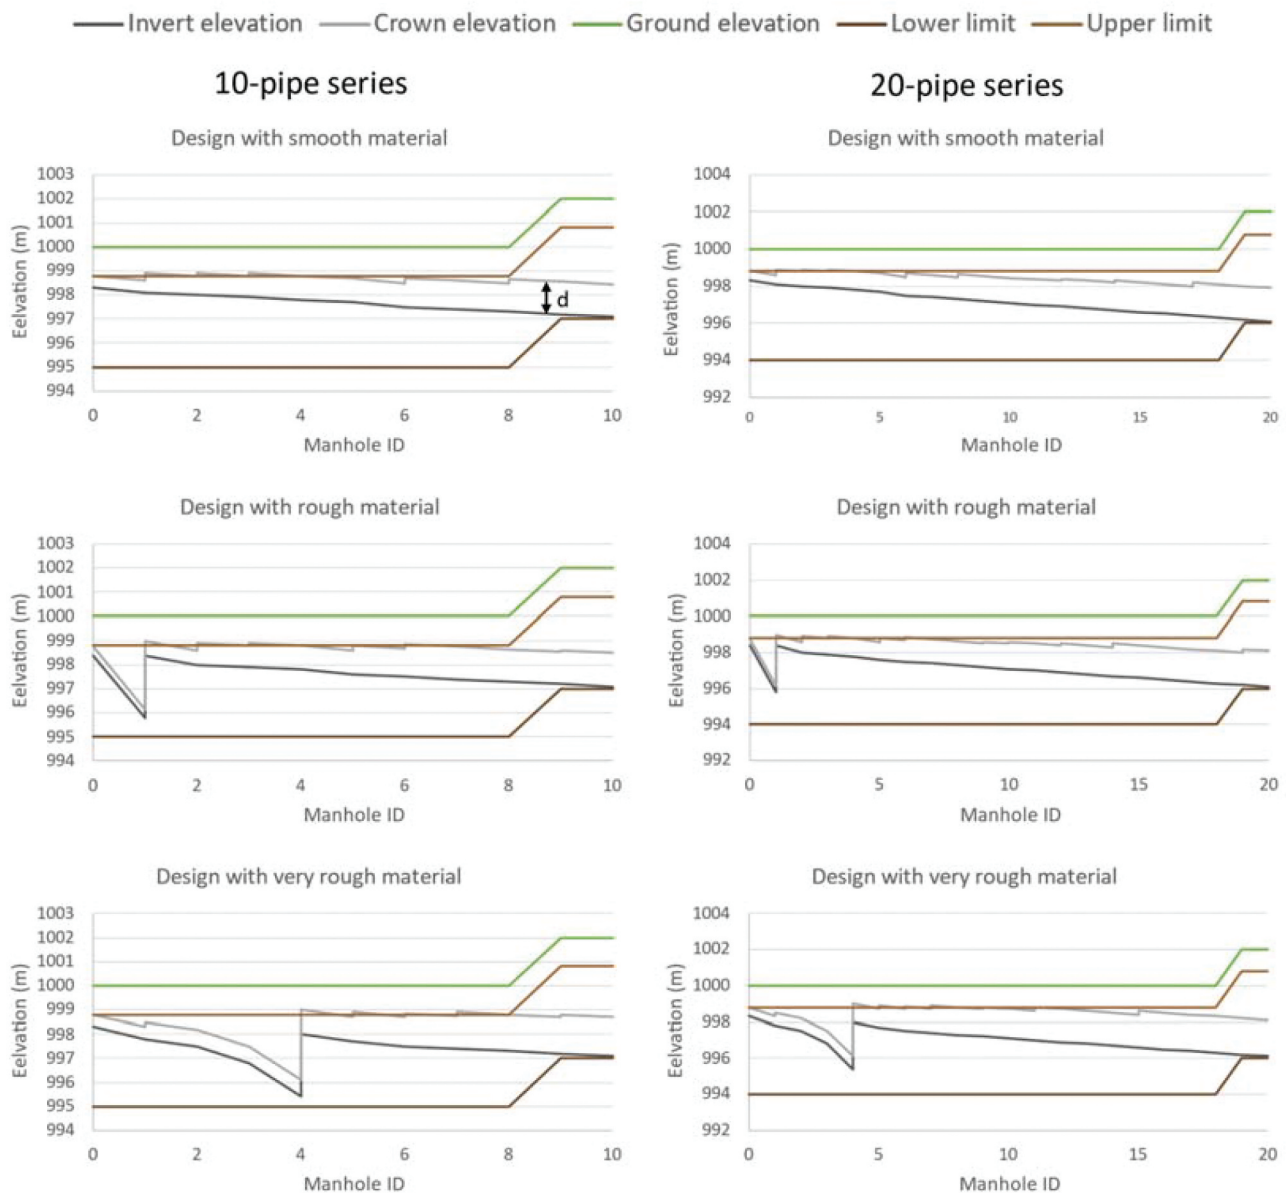 Invert elevation Crown elevation Ground elevation Lower limit Upper limit
10-pipe series
20-pipe series
Design with smooth material
1003
1002
1001
1000
999
998
997
996
995
994
Eelvation (m)
d
0 2 4 6 8 10
Manhole ID
Design with smooth material
1004
1002
1000
998
996
994
992
Eelvation (m)
0 5 10 15 20
Manhole ID
Design with rough material
1003
1002
1001
1000
999
998
997
996
995
994
Eelvation (m)
0 2 4 6 8 10
Manhole ID
Design with rough material
1004
1002
1000
998
996
994
992
Eelvation (m)
0 5 10 15 20
Manhole ID
Design with very rough material
1003
1002
1001
1000
999
998
997
996
995
994
Eelvation (m)
0 2 4 6 8 10
Manhole ID
Design with very rough material
1004
1002
1000
998
996
994
992
Eelvation (m)
0 5 10 15 20
Manhole ID